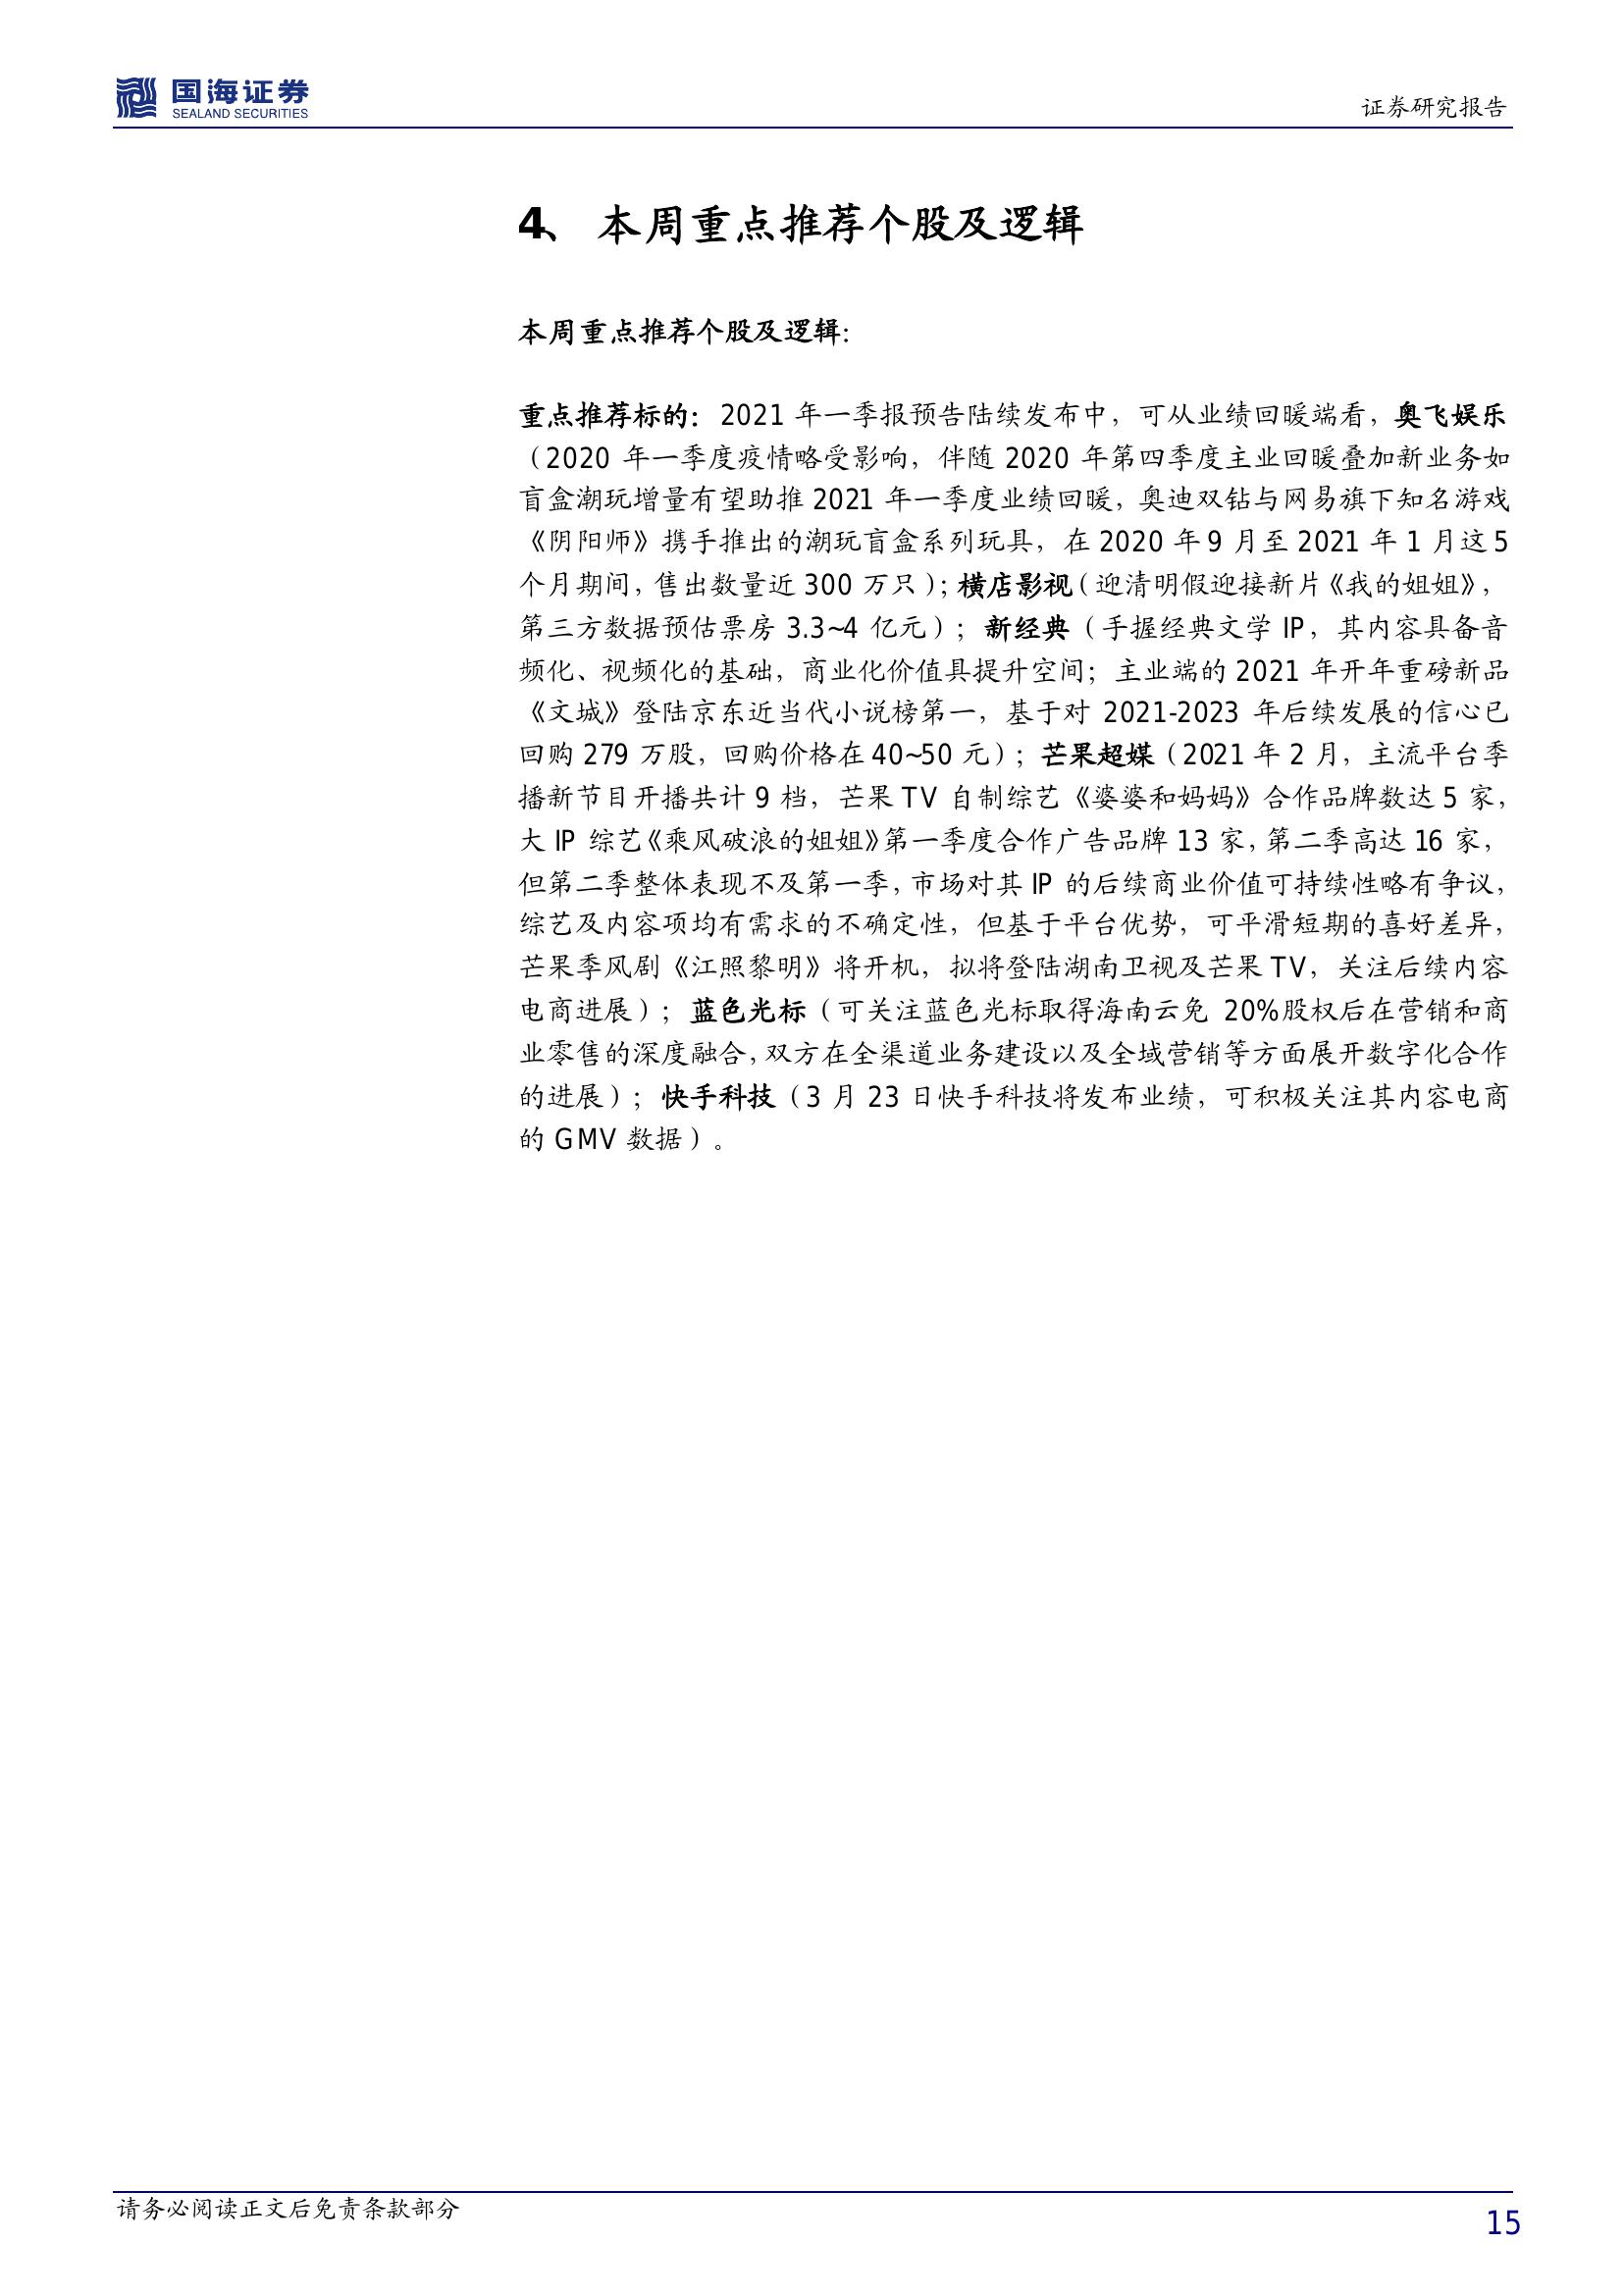 国海证券
SEALAND SECURITIES
证券研究报告
4、 本周重点推荐个股及逻辑
本周重点推荐个股及逻辑：
重点推荐标的：2021 年一季报预告陆续发布中，可从业绩回暖端看，奥飞娱乐
（2020 年一季度疫情略受影响，伴随 2020 年第四季度主业回暖叠加新业务如
盲盒潮玩增量有望助推 2021 年一季度业绩回暖，奥迪双钻与网易旗下知名游戏
《阴阳师》携手推出的潮玩盲盒系列玩具，在 2020 年 9 月至 2021 年 1 月这 5
个月期间，售出数量近 300 万只）；横店影视（迎清明假迎接新片《我的姐姐》，
第三方数据预估票房 3.3~4 亿元）；新经典（手握经典文学 IP，其内容具备音
频化、视频化的基础，商业化价值具提升空间；主业端的 2021 年开年重磅新品
《文城》登陆京东近当代小说榜第一，基于对 2021-2023 年后续发展的信心已
回购 279 万股，回购价格在 40~50 元）；芒果超媒（2021 年 2 月，主流平台季
播新节目开播共计 9 档，芒果 TV 自制综艺《婆婆和妈妈》合作品牌数达 5 家，
大 IP 综艺《乘风破浪的姐姐》第一季度合作广告品牌 13 家，第二季高达 16 家，
但第二季整体表现不及第一季，市场对其 IP 的后续商业价值可持续性略有争议，
综艺及内容项均有需求的不确定性，但基于平台优势，可平滑短期的喜好差异，
芒果季风剧《江照黎明》将开机，拟将登陆湖南卫视及芒果 TV，关注后续内容
电商进展）；蓝色光标（可关注蓝色光标取得海南云免 20%股权后在营销和商
业零售的深度融合，双方在全渠道业务建设以及全域营销等方面展开数字化合作
的进展）；快手科技（3 月 23 日快手科技将发布业绩，可积极关注其内容电商
的 GMV 数据）。
请务必阅读正文后免责条款部分
15